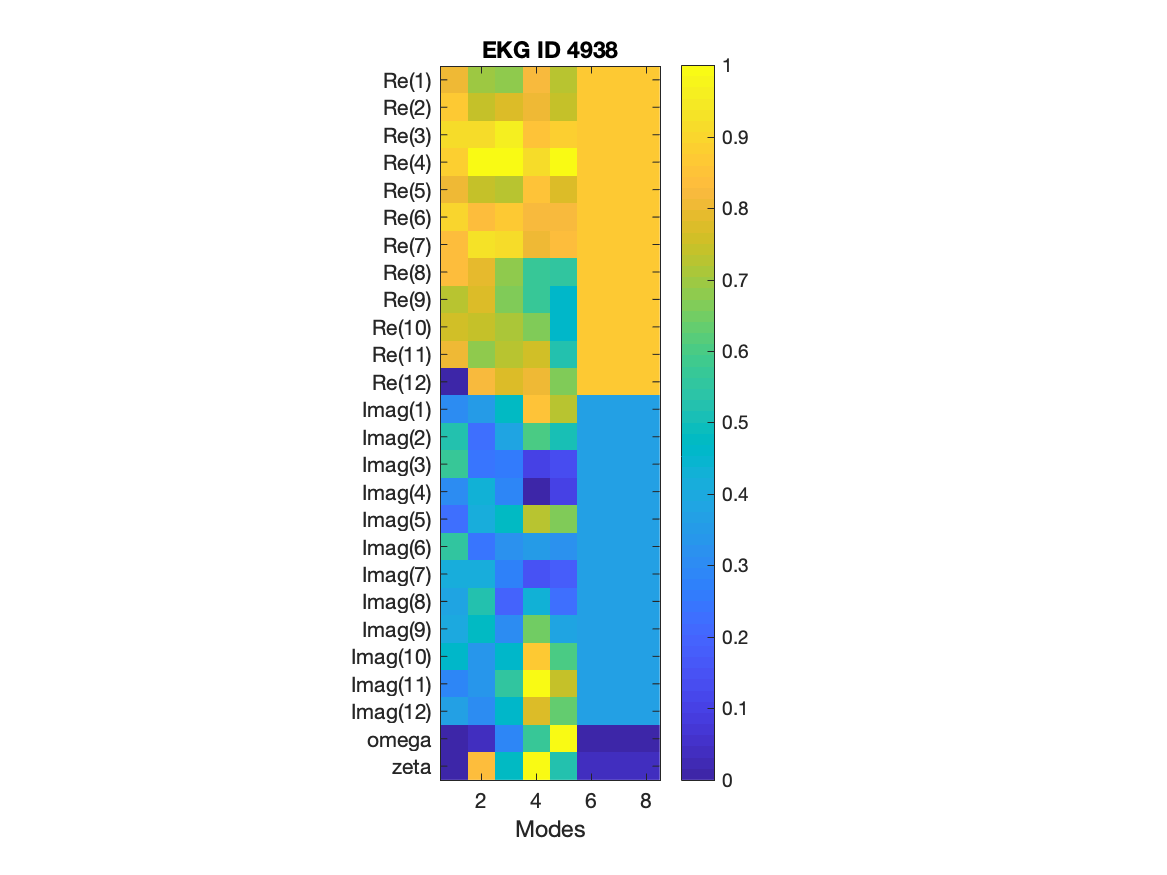 EKG ID 4938
Re(1)
Re(2)
Re(3)
Re(4)
Re(5)
Re(6)
Re(7)
Re(8)
Re(9)
Re(10)
Re(11)
Re(12)
Imag(1)
Imag(2)
Imag(3)
Imag(4)
Imag(5)
Imag(6)
Imag(7)
Imag(8)
Imag(9)
Imag(10)
Imag(11)
Imag(12)
omega
zeta
2 4 6 8
Modes
1
0.9
0.8
0.7
0.6
0.5
0.4
0.3
0.2
0.1
0